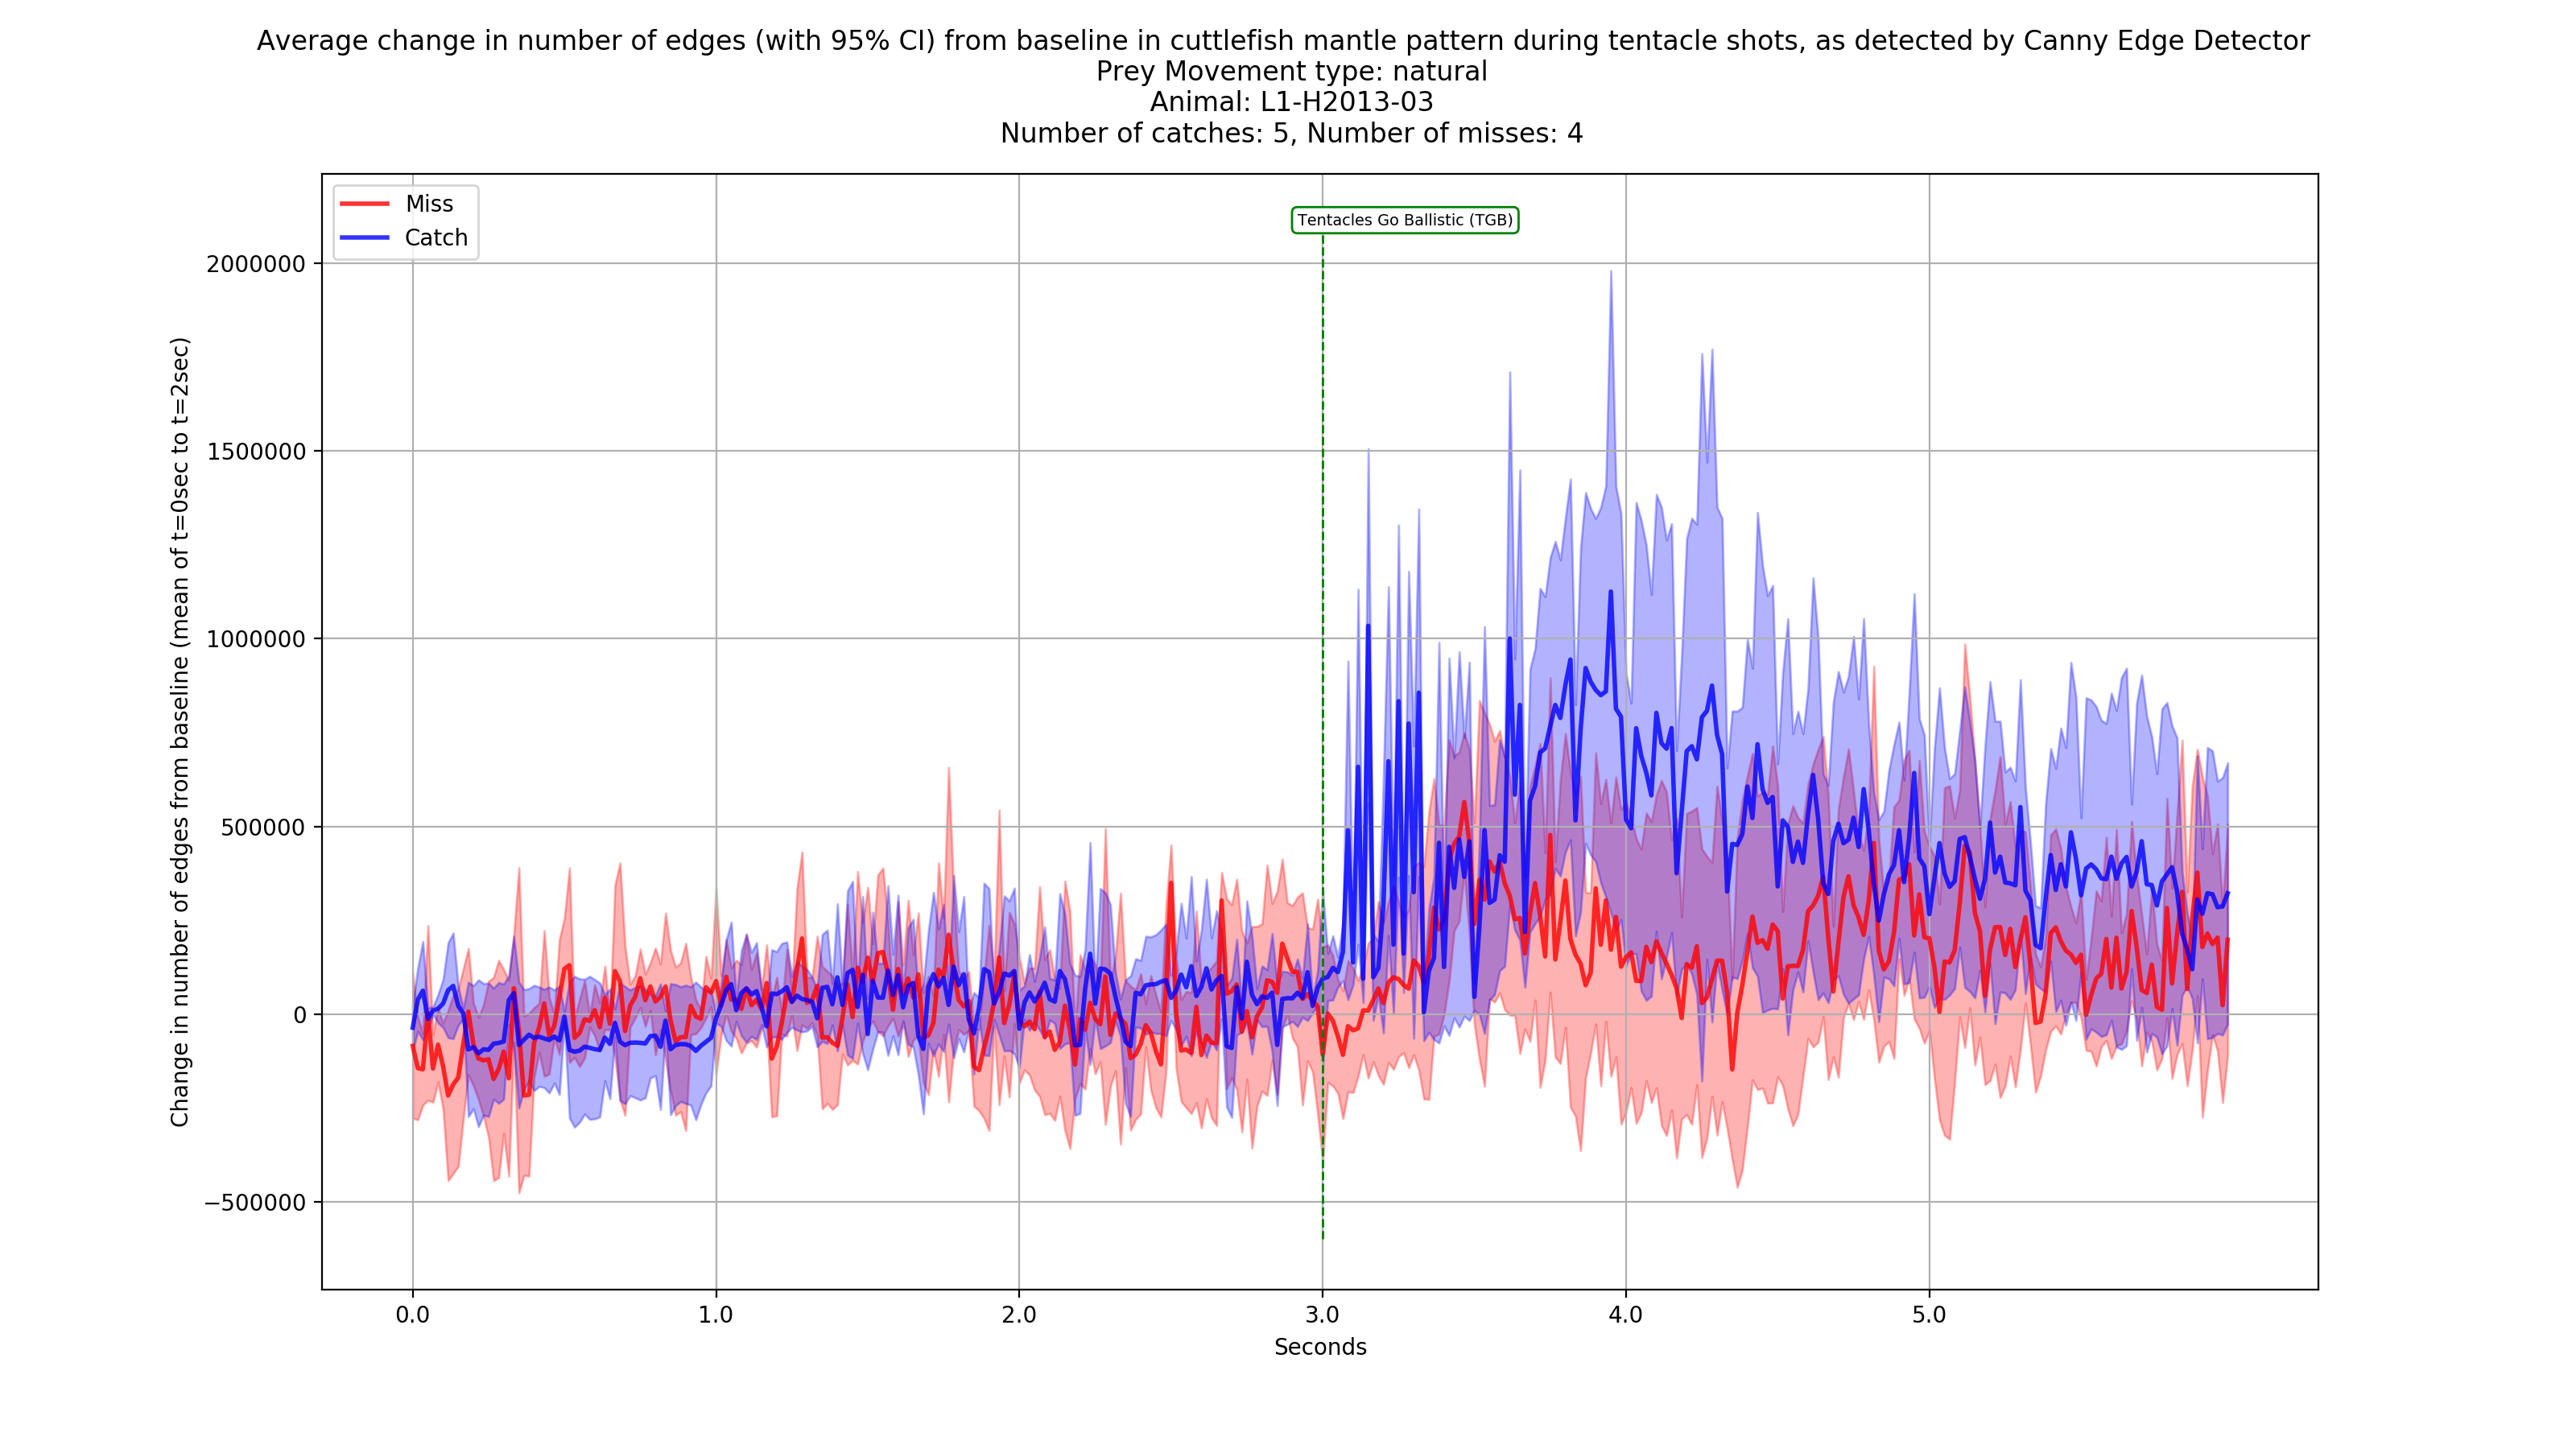 Average change in number of edges (with 95% CI) from baseline in cuttlefish mantle pattern during tentacle shots, as detected by Canny Edge Detector
Prey Movement type: natural
Animal: L1-H2013-03
Number of catches: 5, Number of misses: 4
Miss
Catch
Tentacles Go Ballistic (TGB)
Change in number of edges from baseline (mean of t=0sec to t=2sec)
2000000
1500000
1000000
500000
0
−500000
0.0 1.0 2.0 3.0 4.0 5.0
Seconds